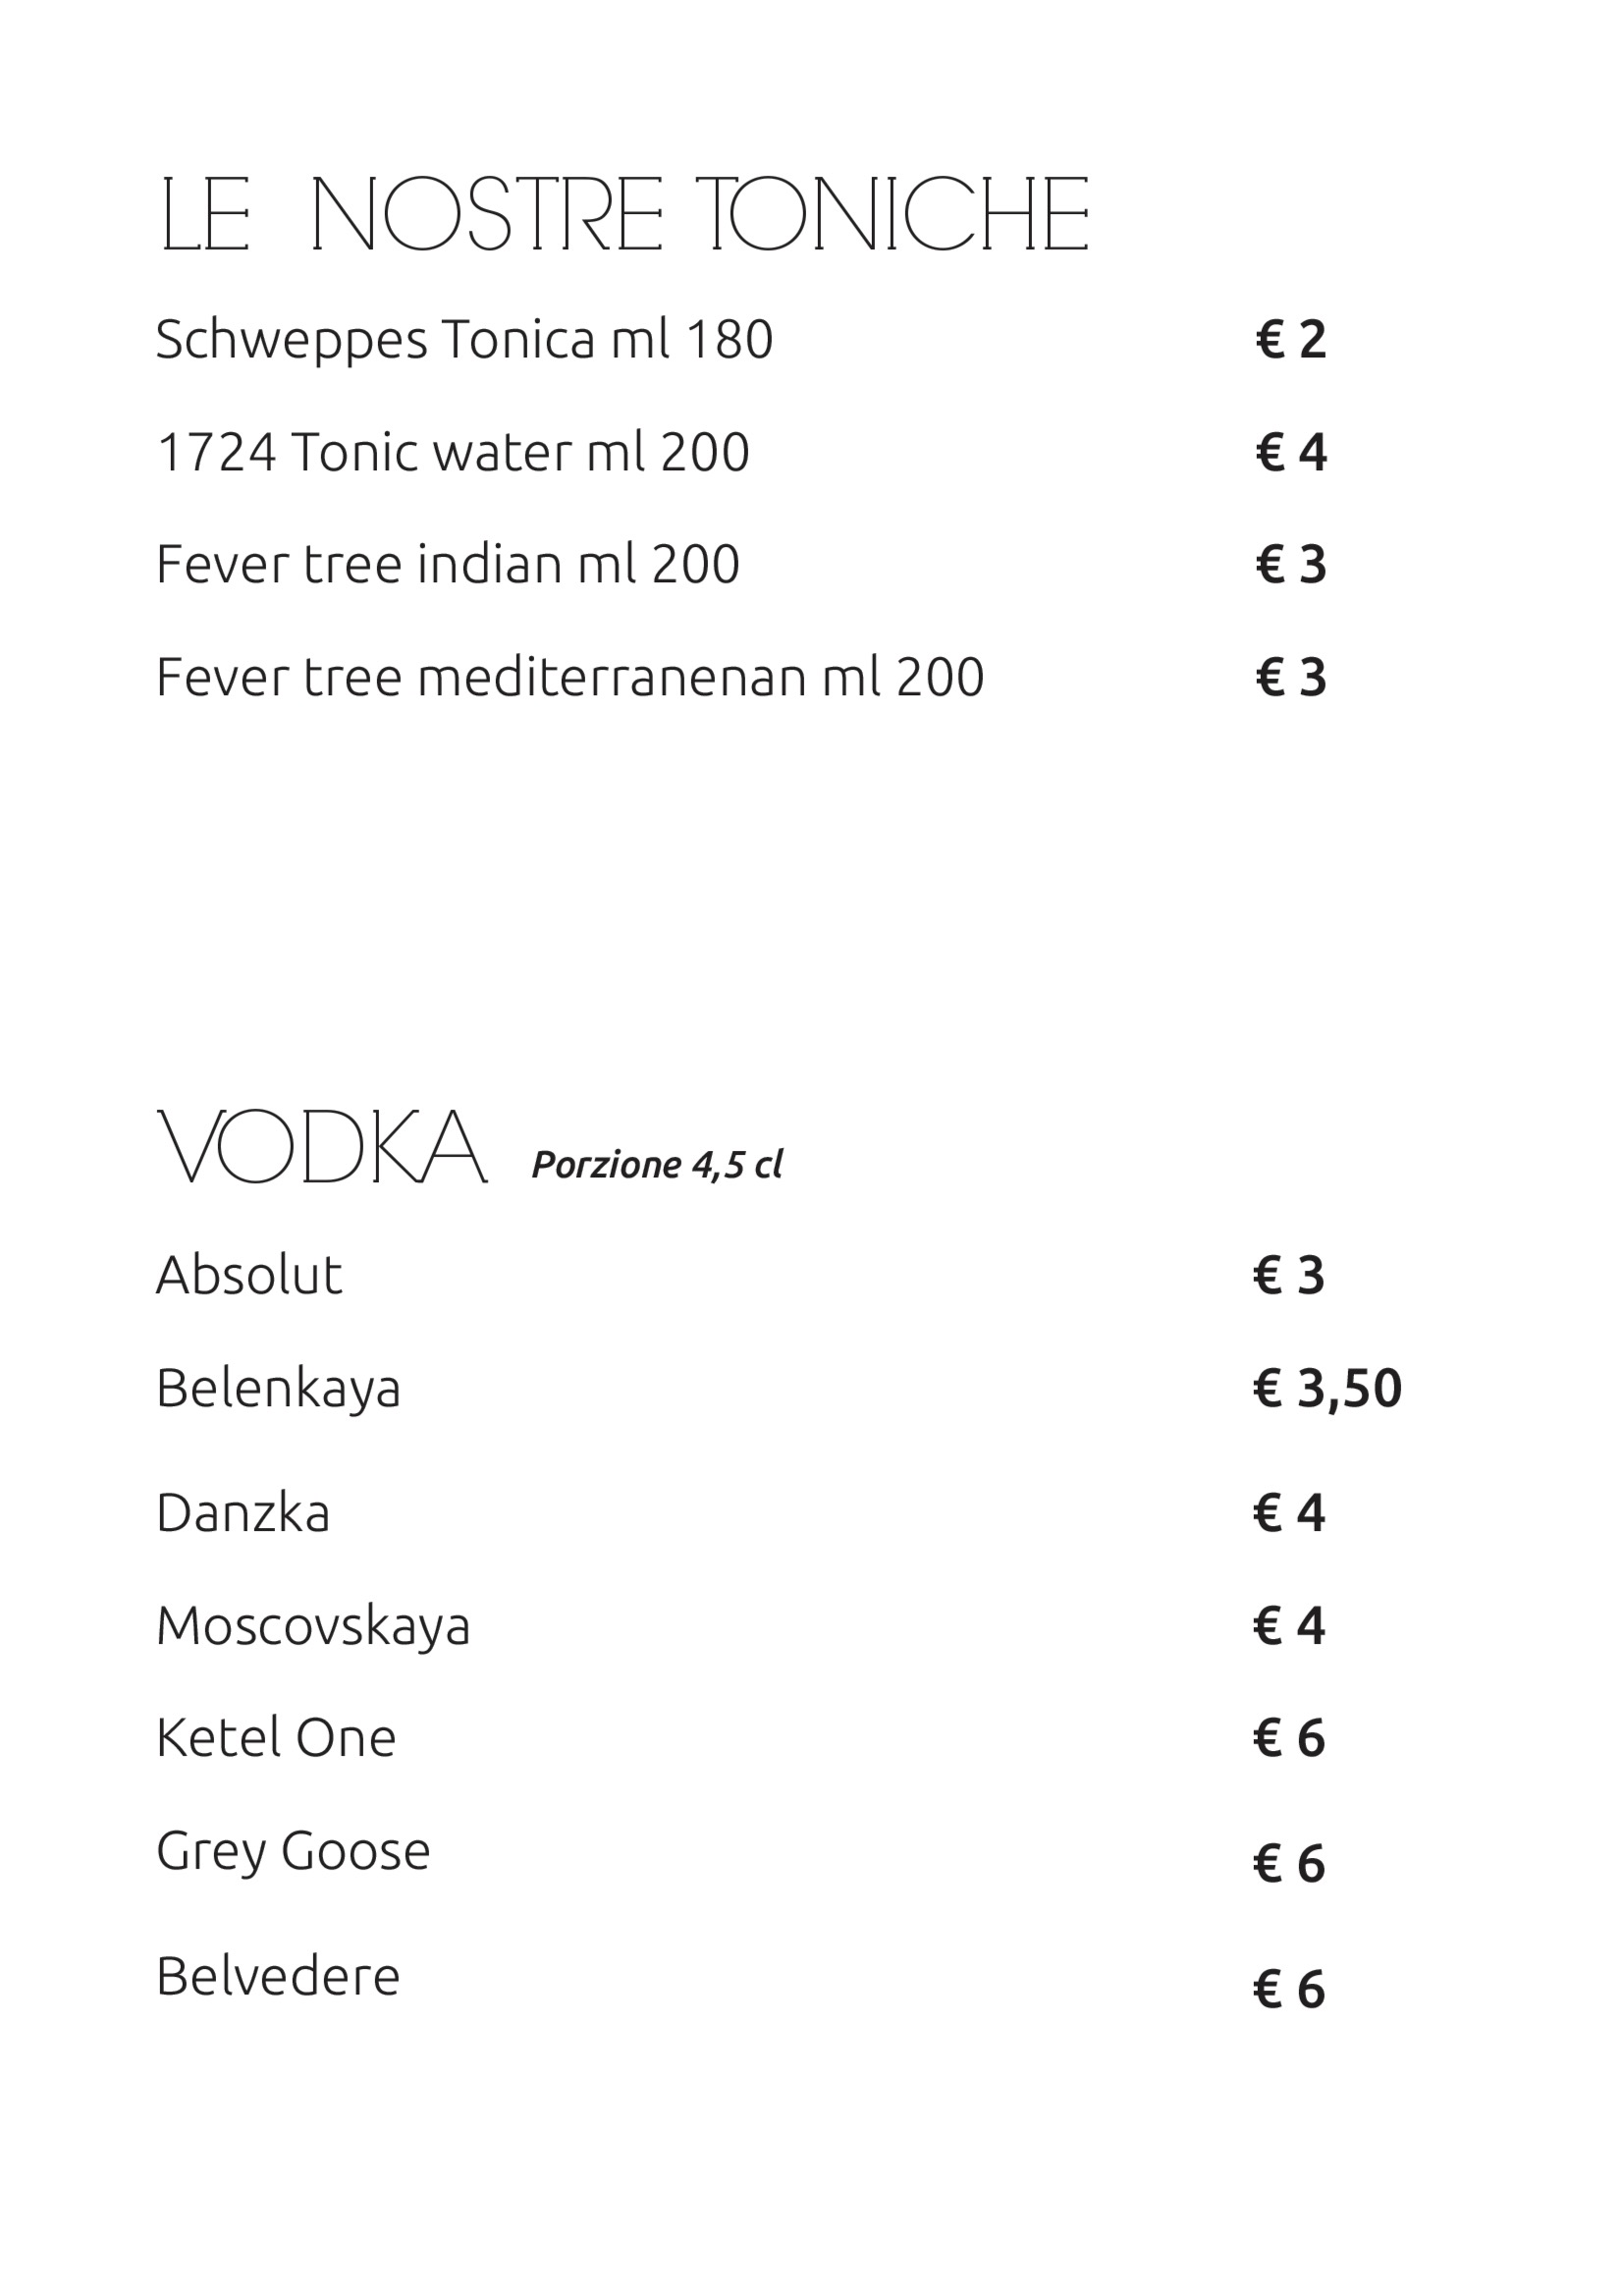 LE NOSTRE TONICHE
Schweppes Tonica ml 180 € 2
1724 Tonic water ml 200 € 4
Fever tree indian ml 200 € 3
Fever tree mediterranenan ml 200 € 3
VODKA Porzione 4,5 cl
Absolut € 3
Belenkaya € 3,50
Danzka € 4
Moscovskaya € 4
Ketel One € 6
Grey Goose € 6
Belvedere € 6